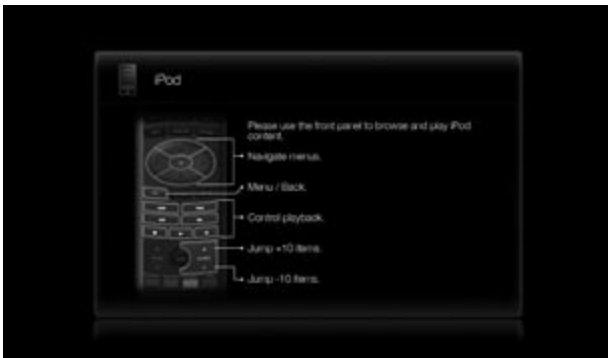 iPod
Please use the front panel to browse and play iPod
content.
Navigate menus.
Menu / Back.
Control playback.
Jump +10 items.
Jump -10 items.